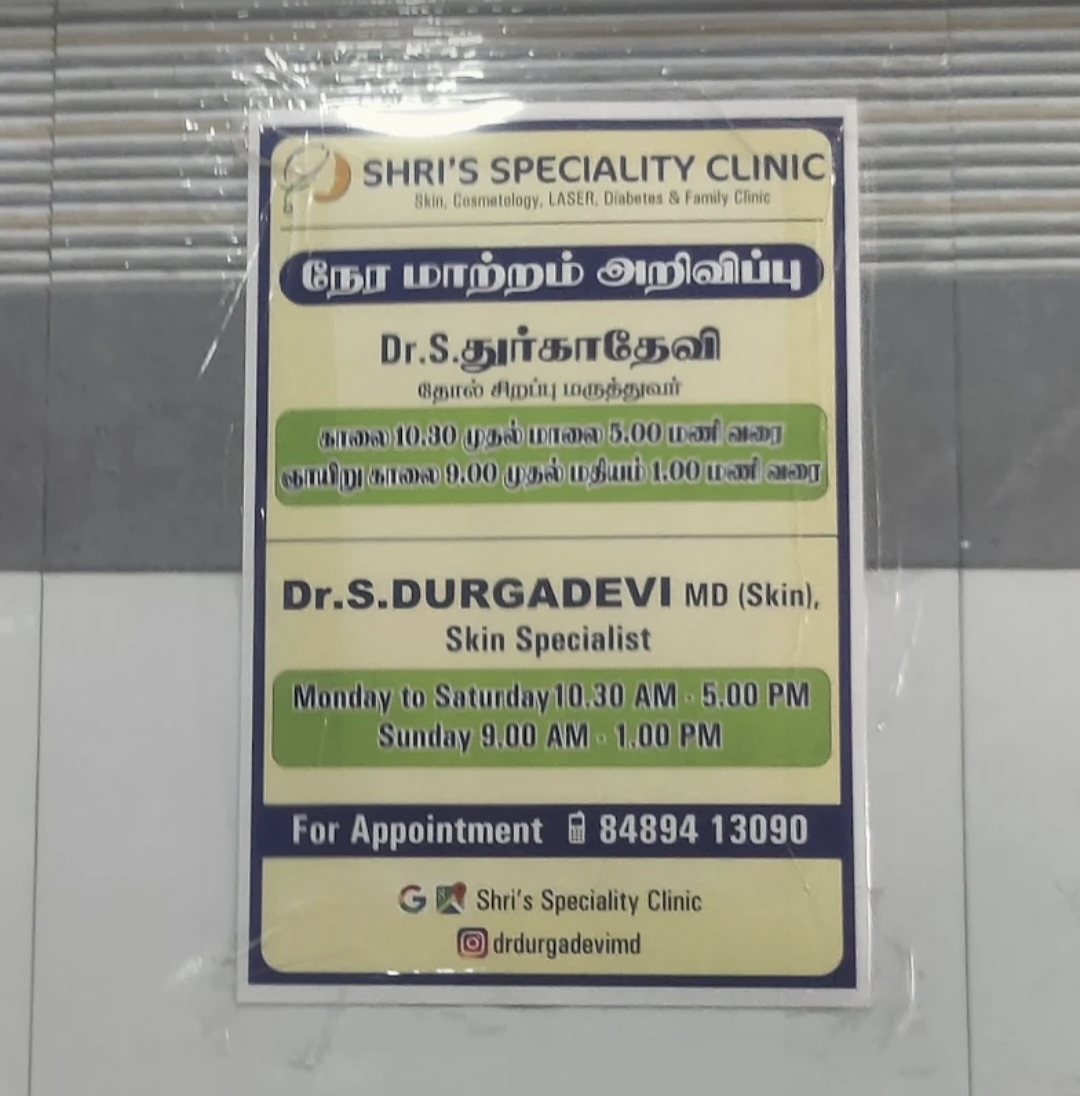 SHRI'S SPECIALITY CLINIC
Skin, Cosmetology, LASER, Diabetes & Family Clinic
நேர மாற்றம் அறிவிப்பு
Dr.S.துர்காதேவி
தோல் சிறப்பு மருத்துவர்
காலை 10.30 முதல் மாலை 5.00 மணி வரை
ஞாயிறு காலை 9.00 முதல் மதியம் 1.00 மணி வரை
Dr.S.DURGADEVI MD (Skin),
Skin Specialist
Monday to Saturday 10.30 AM - 5.00 PM
Sunday 9.00 AM - 1.00 PM
For Appointment 84894 13090
G Shri's Speciality Clinic
drdurgadevimd